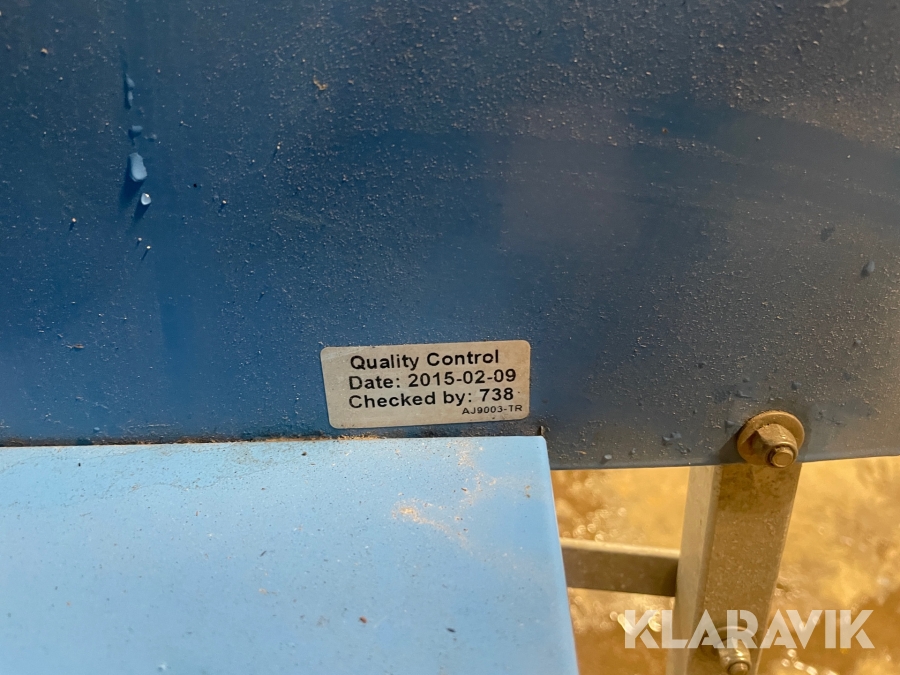 Quality Control
Date: 2015-02-09
Checked by: 738
AJ9003-TR
KLARAVIK